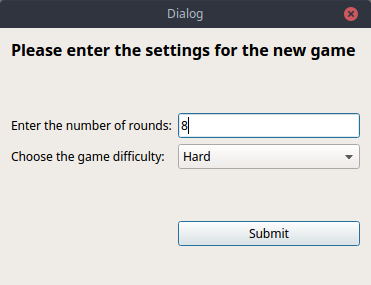 Dialog
Please enter the settings for the new game
Enter the number of rounds: 8
Choose the game difficulty: Hard
Submit